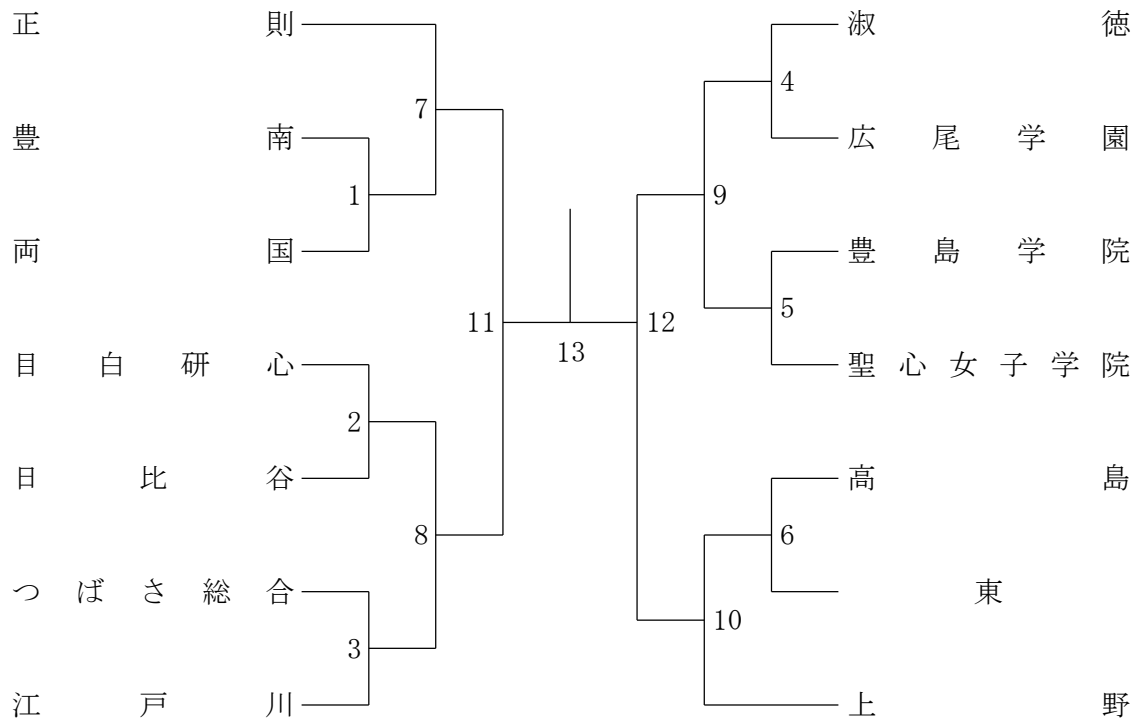 正則
豊南
両国
目白研心
日比谷
つばさ総合
江戸川
7
1
11
2
8
3
13
淑徳
広尾学園
豊島学院
聖心女子学院
高島
東
上野
4
9
5
12
6
10